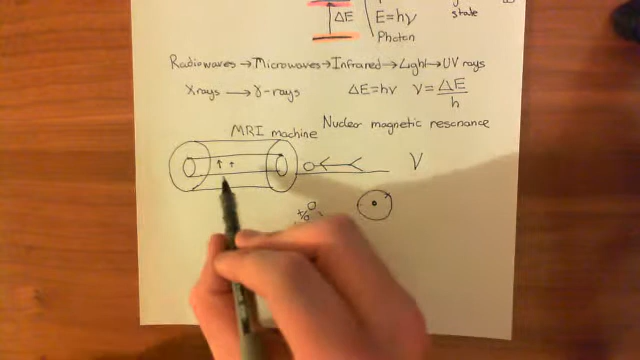 ΔE
E=hν
state
Photon
Radiowaves → Microwaves → Infrared → Light → UV rays
Xrays → γ-rays
ΔE=hν
ν = ΔE/h
Nuclear magnetic resonance
MRI machine
ν